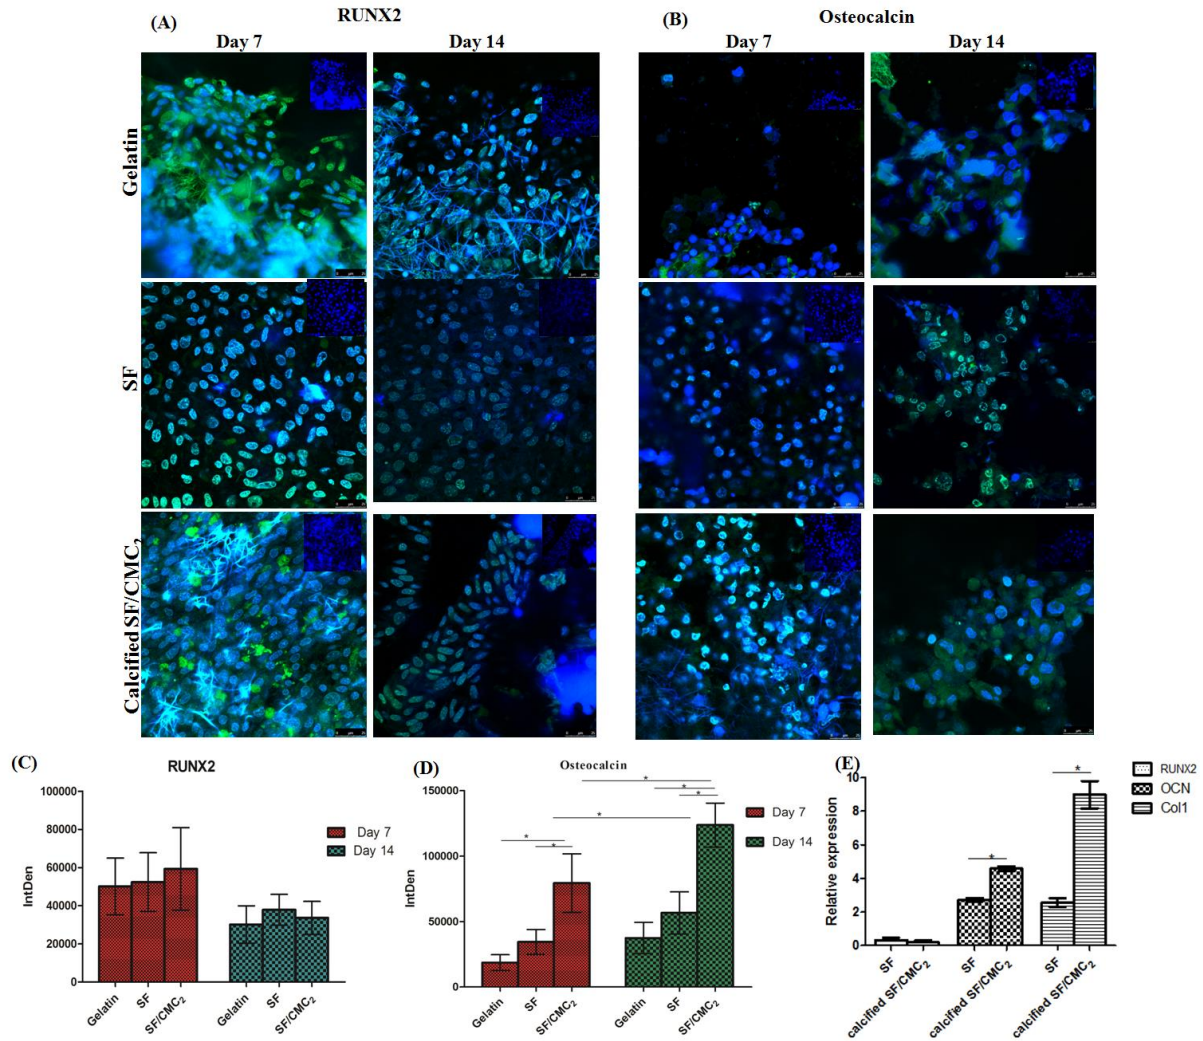 (A)
RUNX2
Day 7
Day 14
(B)
Osteocalcin
Day 7
Day 14
Gelatin
SF
Calcified SF/CMC₂
(C)
RUNX2
100000
80000
60000
40000
20000
0
IntDen
Gelatin
SF
SF/CMC₂
Gelatin
SF
SF/CMC₂
Day 7
Day 14
(D)
Osteocalcin
150000
100000
50000
0
IntDen
*
*
*
*
*
*
Gelatin
SF
SF/CMC₂
Gelatin
SF
SF/CMC₂
Day 7
Day 14
(E)
10
8
6
4
2
0
Relative expression
*
*
SF
calcified SF/CMC₂
SF
calcified SF/CMC₂
SF
calcified SF/CMC₂
RUNX2
OCN
Col1